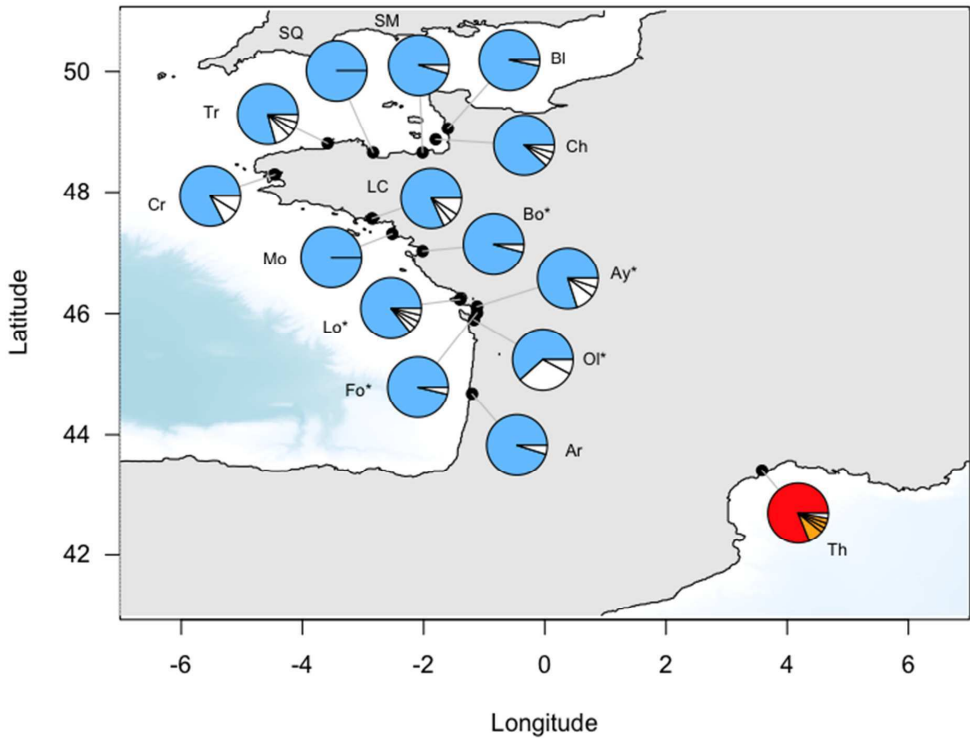 SM
SQ
50
Bl
Tr
Ch
48
LC
Cr
Bo*
Mo
Ay*
46
Lo*
Ol*
Fo*
44
Ar
42
Th
-6 -4 -2 0 2 4 6
Latitude
Longitude